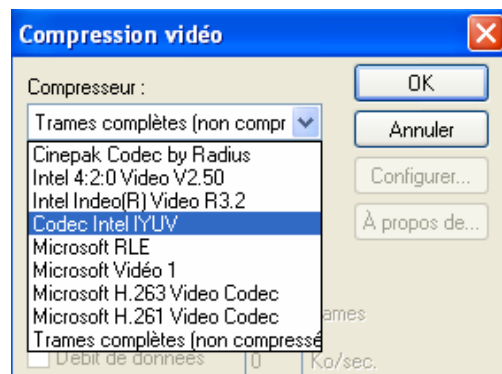 Compression vidéo
Compresseur :
OK
Trames complètes (non compr
Annuler
Cinepak Codec by Radius
Intel 4:2:0 Video V2.50
Configurer...
Intel Indeo(R) Video R3.2
Codec Intel IYUV
À propos de...
Microsoft RLE
Microsoft Vidéo 1
Microsoft H.263 Video Codec
Microsoft H.261 Video Codec
ames
Trames complètes (non compressé
Débit de données 0 Ko/sec.